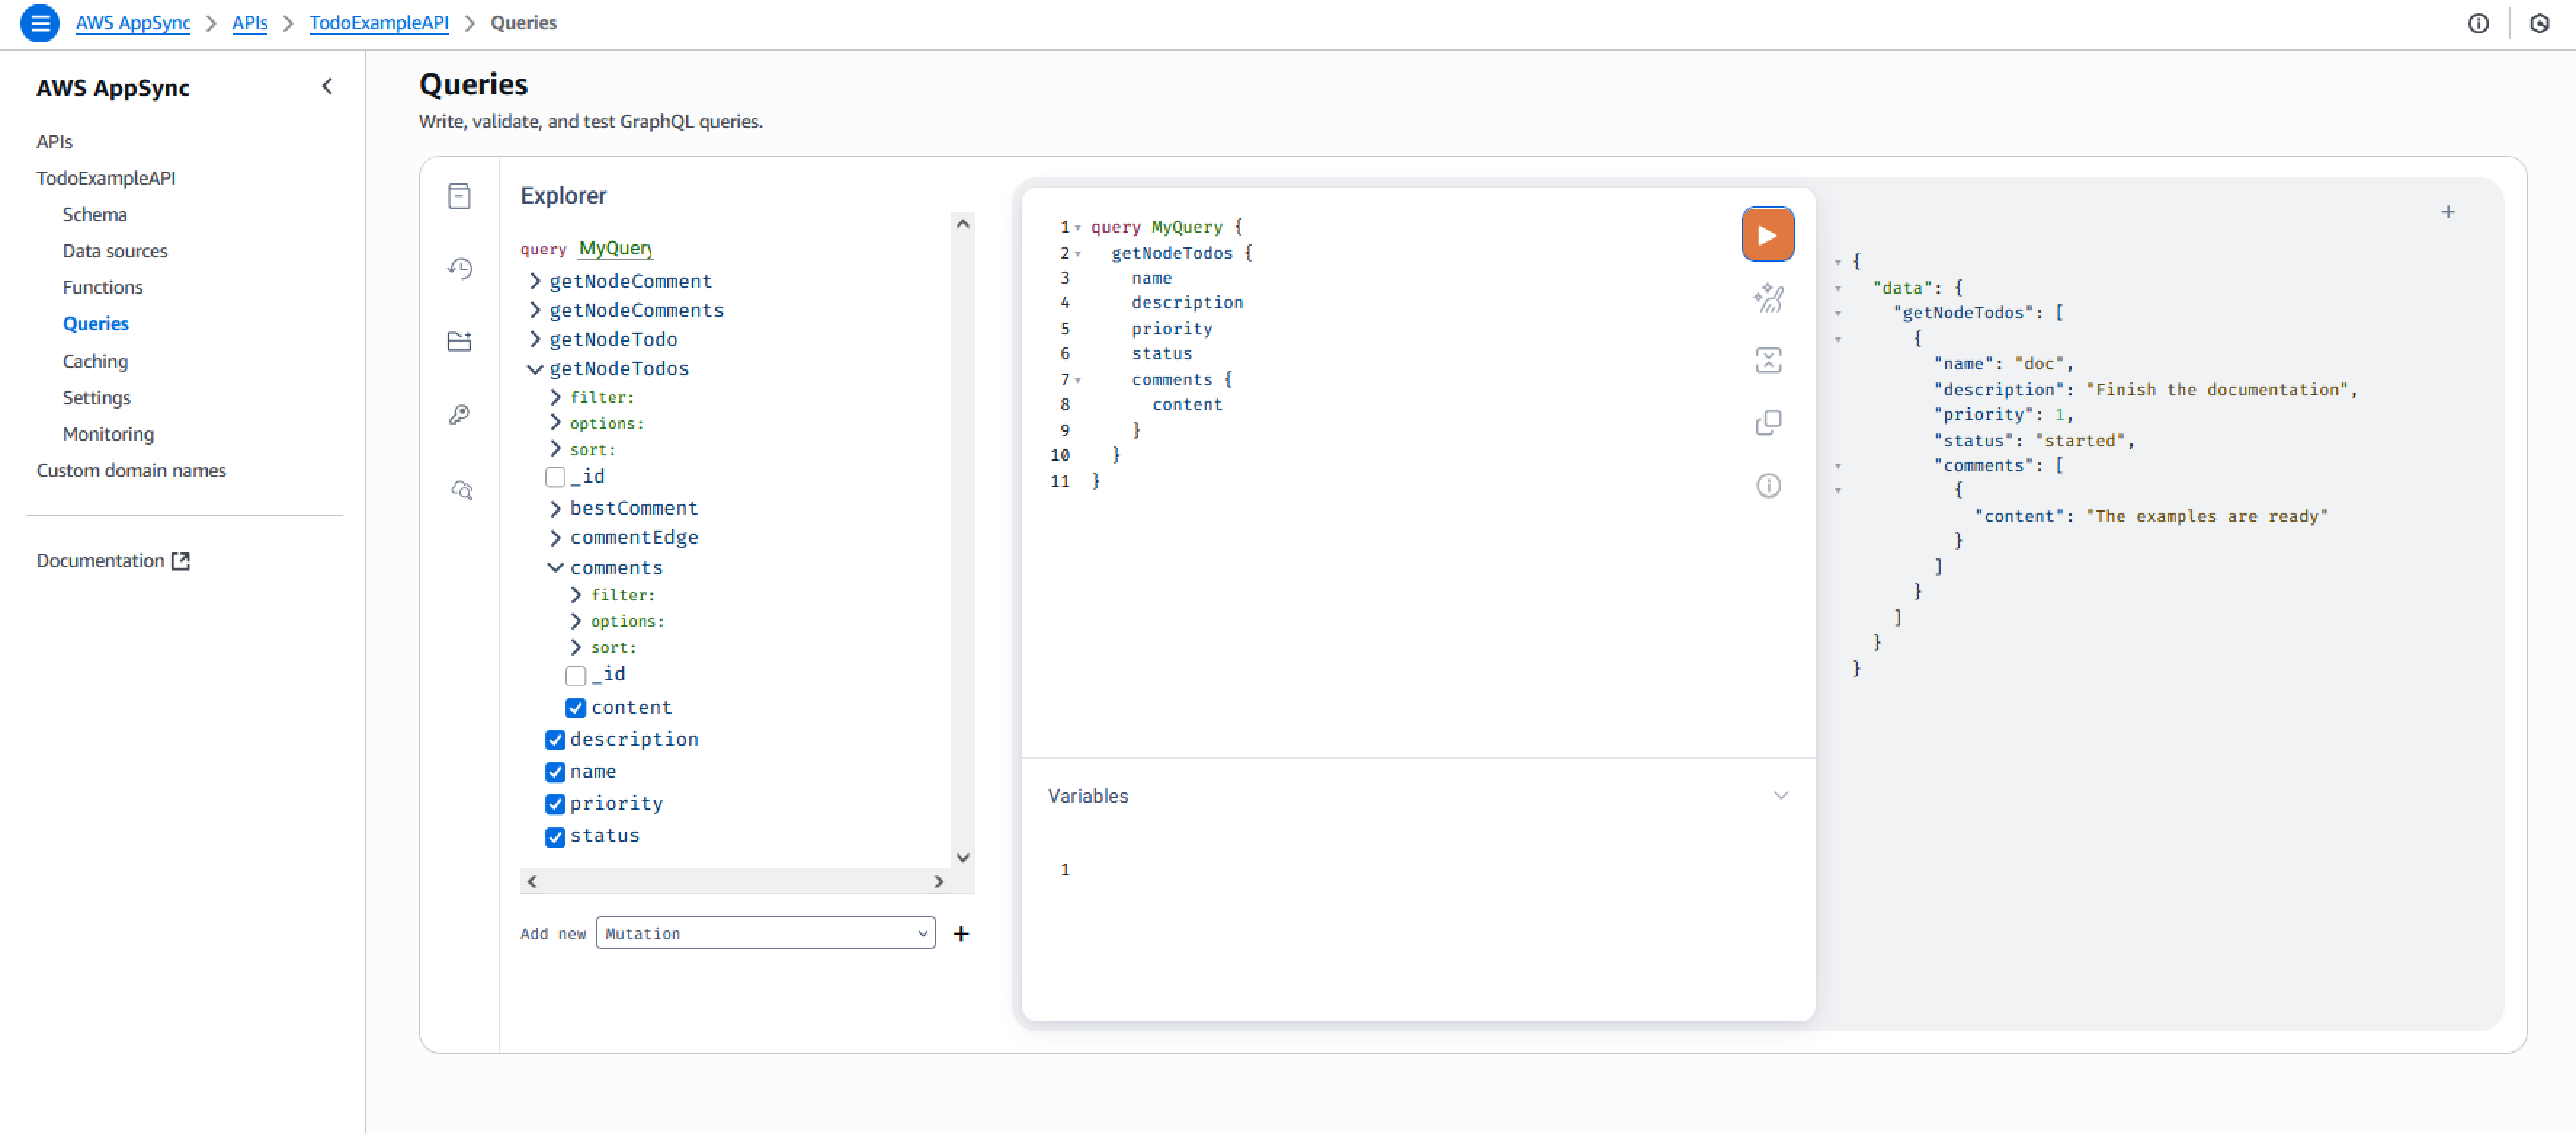 AWS AppSync > APIs > TodoExampleAPI > Queries
AWS AppSync
APIs
TodoExampleAPI
Schema
Data sources
Functions
Queries
Caching
Settings
Monitoring
Custom domain names
Documentation
Queries
Write, validate, and test GraphQL queries.
Explorer
query MyQuery
getNodeComment
getNodeComments
getNodeTodo
getNodeTodos
filter:
options:
sort:
_id
bestComment
commentEdge
comments
filter:
options:
sort:
_id
content
description
name
priority
status
Add new Mutation +
1 query MyQuery {
2 getNodeTodos {
3 name
4 description
5 priority
6 status
7 comments {
8 content
9 }
10 }
11 }
Variables
1
+
{
"data": {
"getNodeTodos": [
{
"name": "doc",
"description": "Finish the documentation",
"priority": 1,
"status": "started",
"comments": [
{
"content": "The examples are ready"
}
]
}
]
}
}